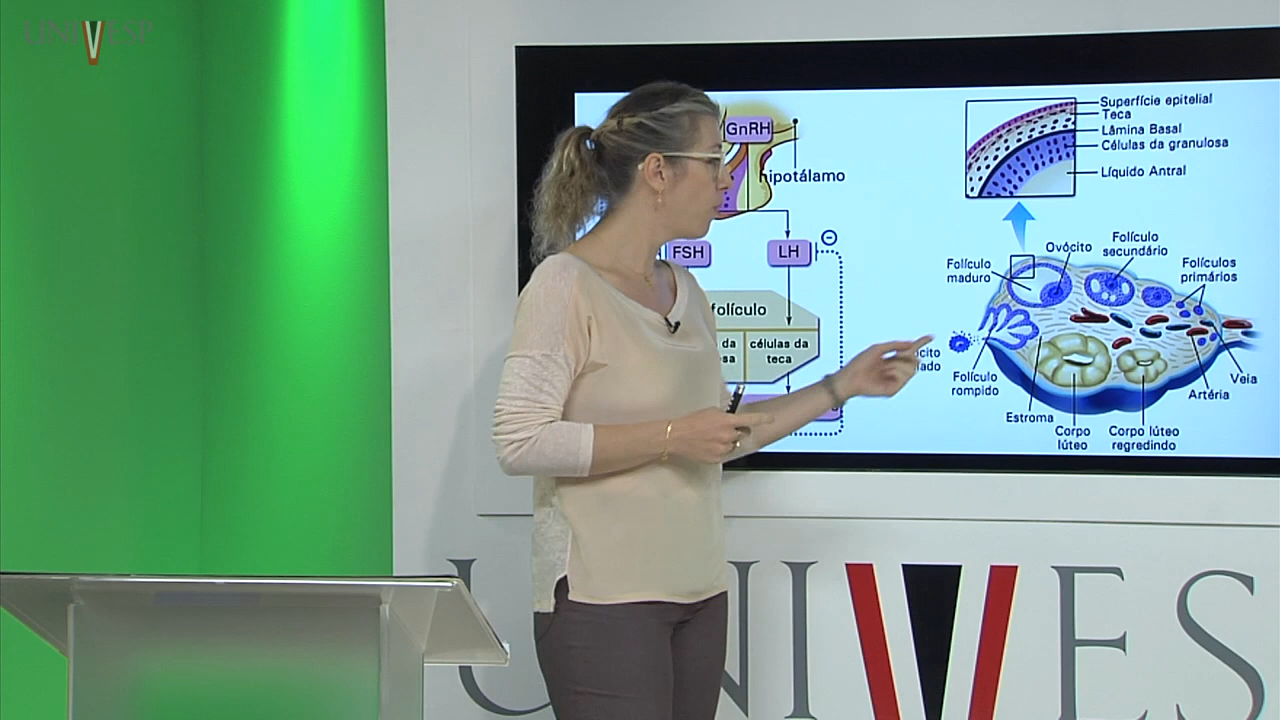 UNIVESP
GnRH
hipotálamo
FSH
LH
folículo
células da
teca
Superfície epitelial
Teca
Lâmina Basal
Células da granulosa
Líquido Antral
Ovócito
Folículo
secundário
Folículos
primários
Folículo
maduro
Folículo
rompido
Estroma
Corpo
lúteo
Corpo lúteo
regredindo
Artéria
Veia
UNIVES